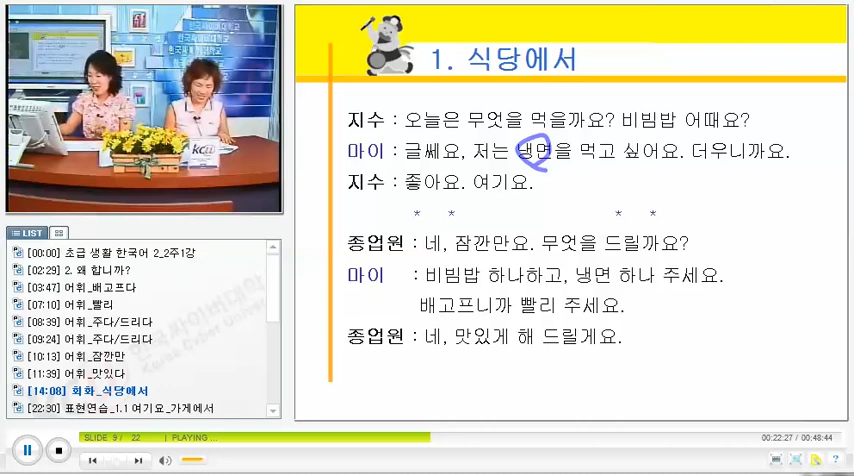 한국사이버대학교
1. 식당에서
지수 : 오늘은 무엇을 먹을까요? 비빔밥 어때요?
마이 : 글쎄요, 저는 냉면을 먹고 싶어요. 더우니까요.
지수 : 좋아요. 여기요.
* * * *
종업원 : 네, 잠깐만요. 무엇을 드릴까요?
마이 : 비빔밥 하나하고, 냉면 하나 주세요.
배고프니까 빨리 주세요.
종업원 : 네, 맛있게 해 드릴게요.
LIST
[00:00] 초급 생활 한국어 2_2주1강
[02:29] 2. 왜 합니까?
[03:47] 어휘_배고프다
[07:10] 어휘_빨리
[08:39] 어휘_주다/드리다
[09:24] 어휘_주다/드리다
[10:13] 어휘_잠깐만
[11:39] 어휘_맛있다
[14:08] 회화_식당에서
[22:30] 표현연습_1.1 여기요_가게에서
SLIDE 9 / 22 | PLAYING ...
00:22:27 / 00:48:44